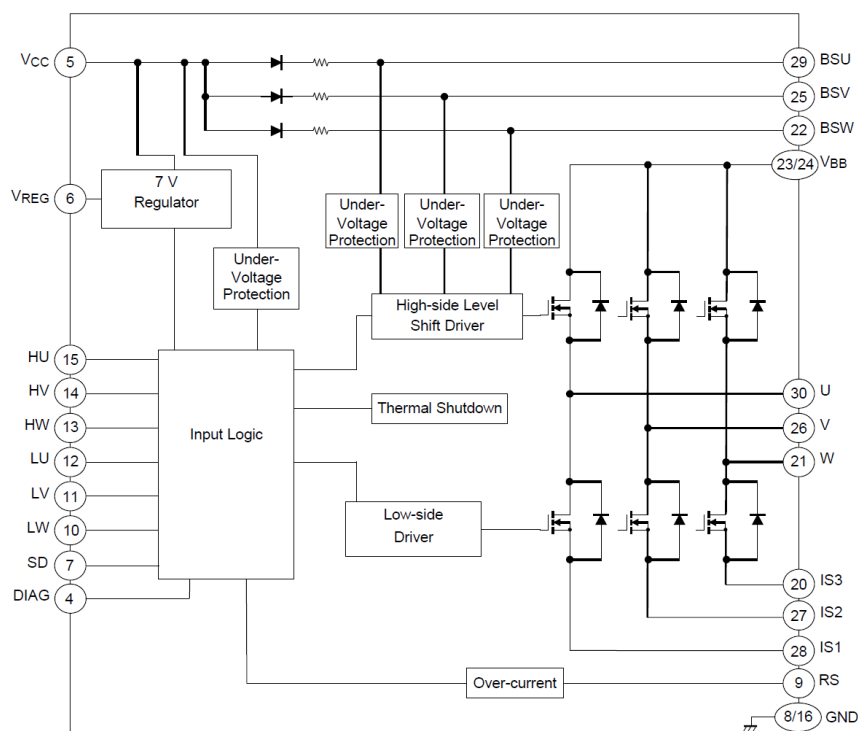 VCC 5
29 BSU
25 BSV
22 BSW
23/24 VBB
VREG 6
7 V
Regulator
Under-
Voltage
Protection
Under-
Voltage
Protection
Under-
Voltage
Protection
Under-
Voltage
Protection
High-side Level
Shift Driver
HU 15
HV 14
HW 13
LU 12
LV 11
LW 10
SD 7
DIAG 4
Input Logic
Thermal Shutdown
Low-side
Driver
30 U
26 V
21 W
20 IS3
27 IS2
28 IS1
Over-current
9 RS
8/16 GND